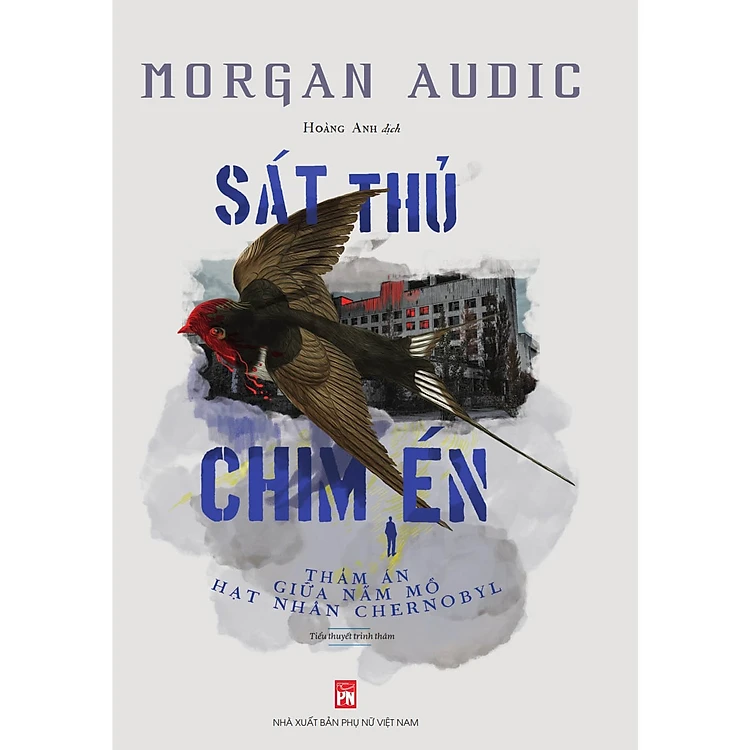 MORGAN AUDIC
HOÀNG ANH dịch
SÁT THỦ
CHIM ÉN
THẢM ÁN
GIỮA NẤM MỒ
HẠT NHÂN CHERNOBYL
Tiểu thuyết trinh thám
PN
NHÀ XUẤT BẢN PHỤ NỮ VIỆT NAM